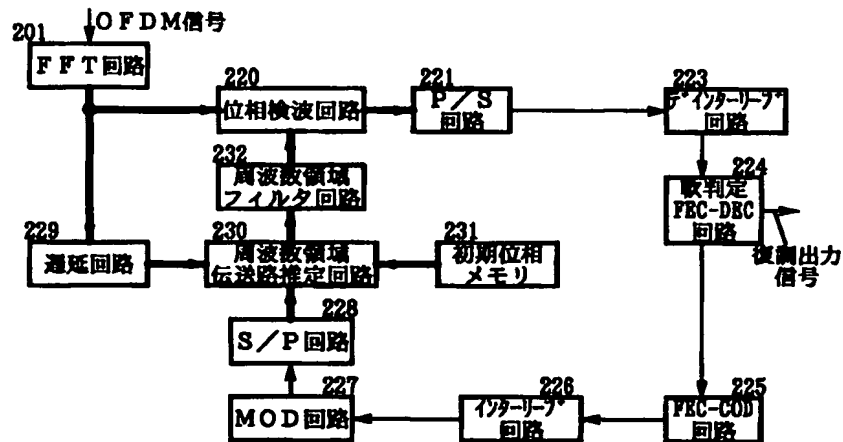 OFDM信号
201
FFT回路
220
位相検波回路
221
P/S
回路
223
デインターリーブ
回路
232
周波数領域
フィルタ回路
224
軟判定
FEC-DEC
回路
復調出力
信号
229
遅延回路
230
周波数領域
伝送路推定回路
231
初期位相
メモリ
228
S/P回路
227
MOD回路
226
インターリーブ
回路
225
FEC-COD
回路